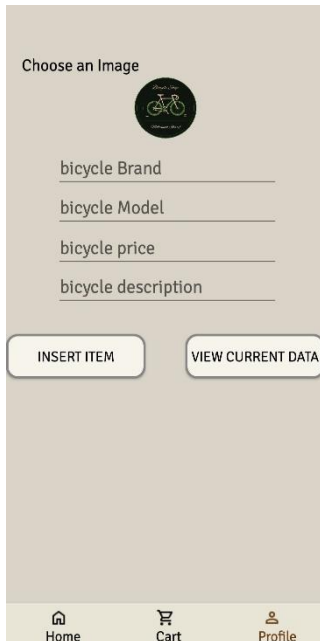 Choose an Image
bicycle Brand
bicycle Model
bicycle price
bicycle description
INSERT ITEM
VIEW CURRENT DATA
Home
Cart
Profile